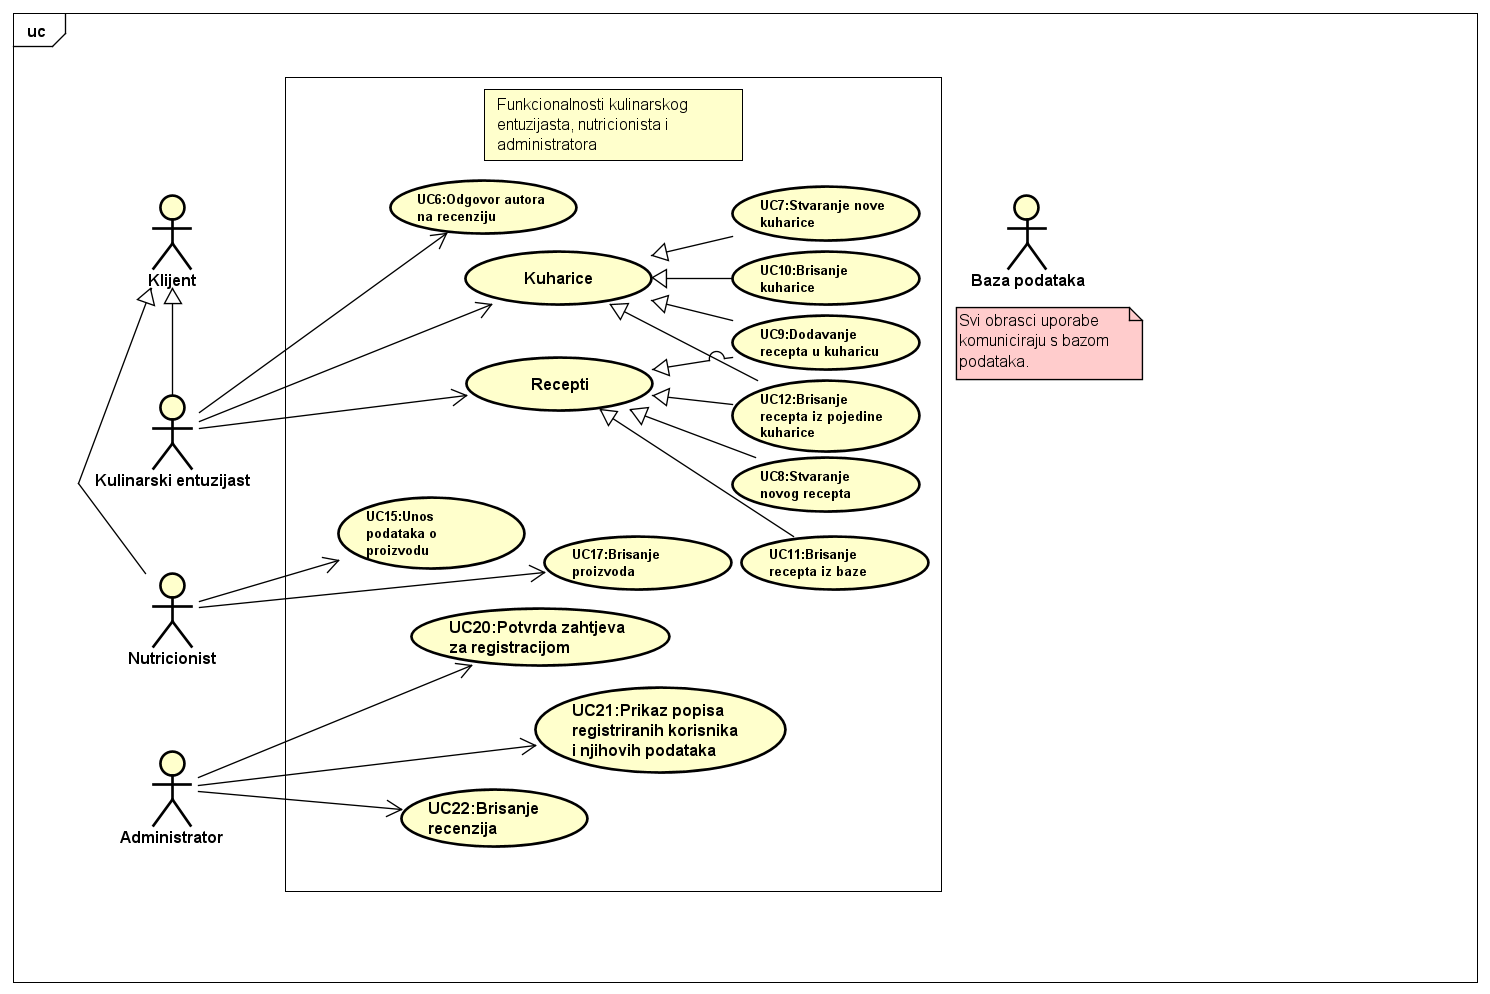 uc
Funkcionalnosti kulinarskog
entuzijasta, nutricionista i
administratora
UC6:Odgovor autora
na recenziju
UC7:Stvaranje nove
kuharice
Kuharice
UC10:Brisanje
kuharice
Klijent
Baza podataka
Svi obrasci uporabe
komuniciraju s bazom
podataka.
UC9:Dodavanje
recepta u kuharicu
Recepti
UC12:Brisanje
recepta iz pojedine
kuharice
UC8:Stvaranje
novog recepta
Kulinarski entuzijast
UC15:Unos
podataka o
proizvodu
UC17:Brisanje
proizvoda
UC11:Brisanje
recepta iz baze
Nutricionist
UC20:Potvrda zahtjeva
za registracijom
UC21:Prikaz popisa
registriranih korisnika
i njihovih podataka
Administrator
UC22:Brisanje
recenzija